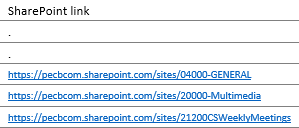 SharePoint link
.
.
https://pecbcom.sharepoint.com/sites/04000-GENERAL
https://pecbcom.sharepoint.com/sites/20000-Multimedia
https://pecbcom.sharepoint.com/sites/21200CSWeeklyMeetings